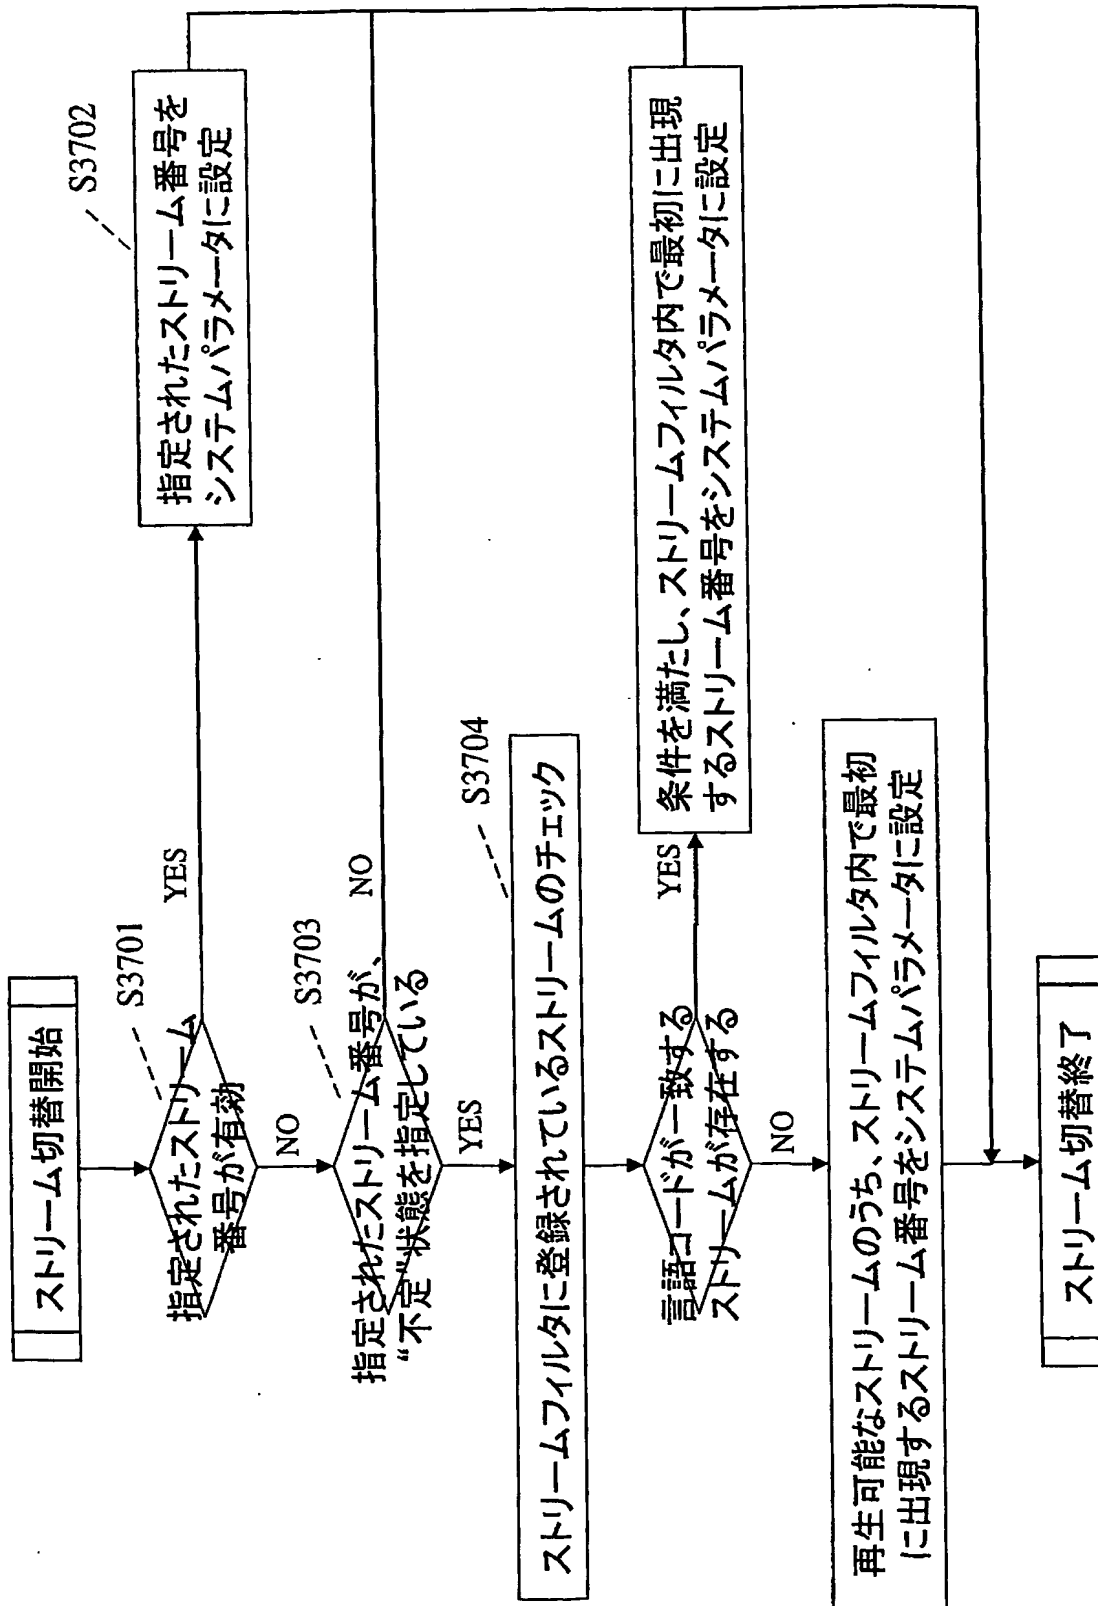 ストリーム切替開始
S3701
指定されたストリーム
番号が有効
YES
S3702
指定されたストリーム番号を
システムパラメータに設定
NO
S3703
指定されたストリーム番号が、
“不定”状態を指定している
NO
YES
S3704
ストリームフィルタに登録されているストリームのチェック
言語コードが一致する
ストリームが存在する
YES
条件を満たし、ストリームフィルタ内で最初に出現
するストリーム番号をシステムパラメータに設定
NO
再生可能なストリームのうち、ストリームフィルタ内で最初
に出現するストリーム番号をシステムパラメータに設定
ストリーム切替終了